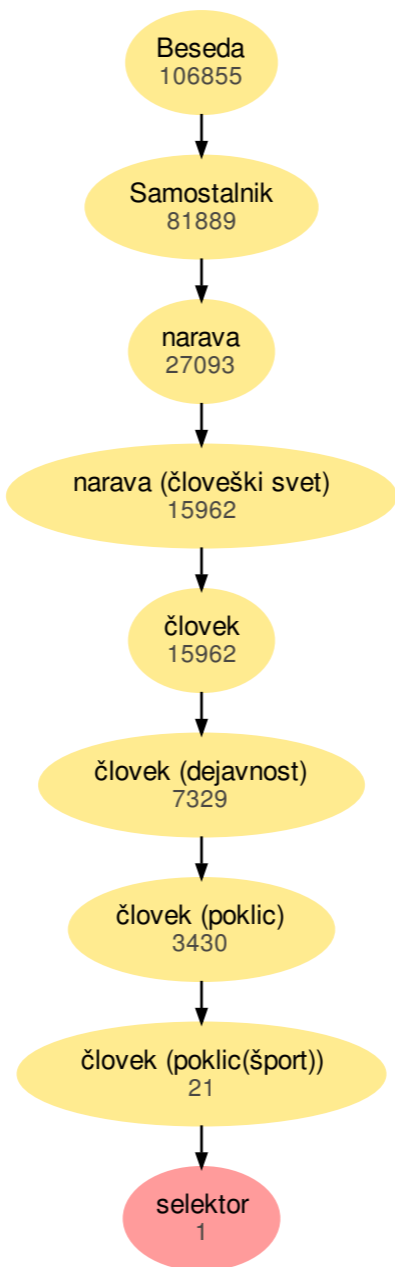 Beseda
106855
Samostalnik
81889
narava
27093
narava (človeški svet)
15962
človek
15962
človek (dejavnost)
7329
človek (poklic)
3430
človek (poklic(šport))
21
selektor
1